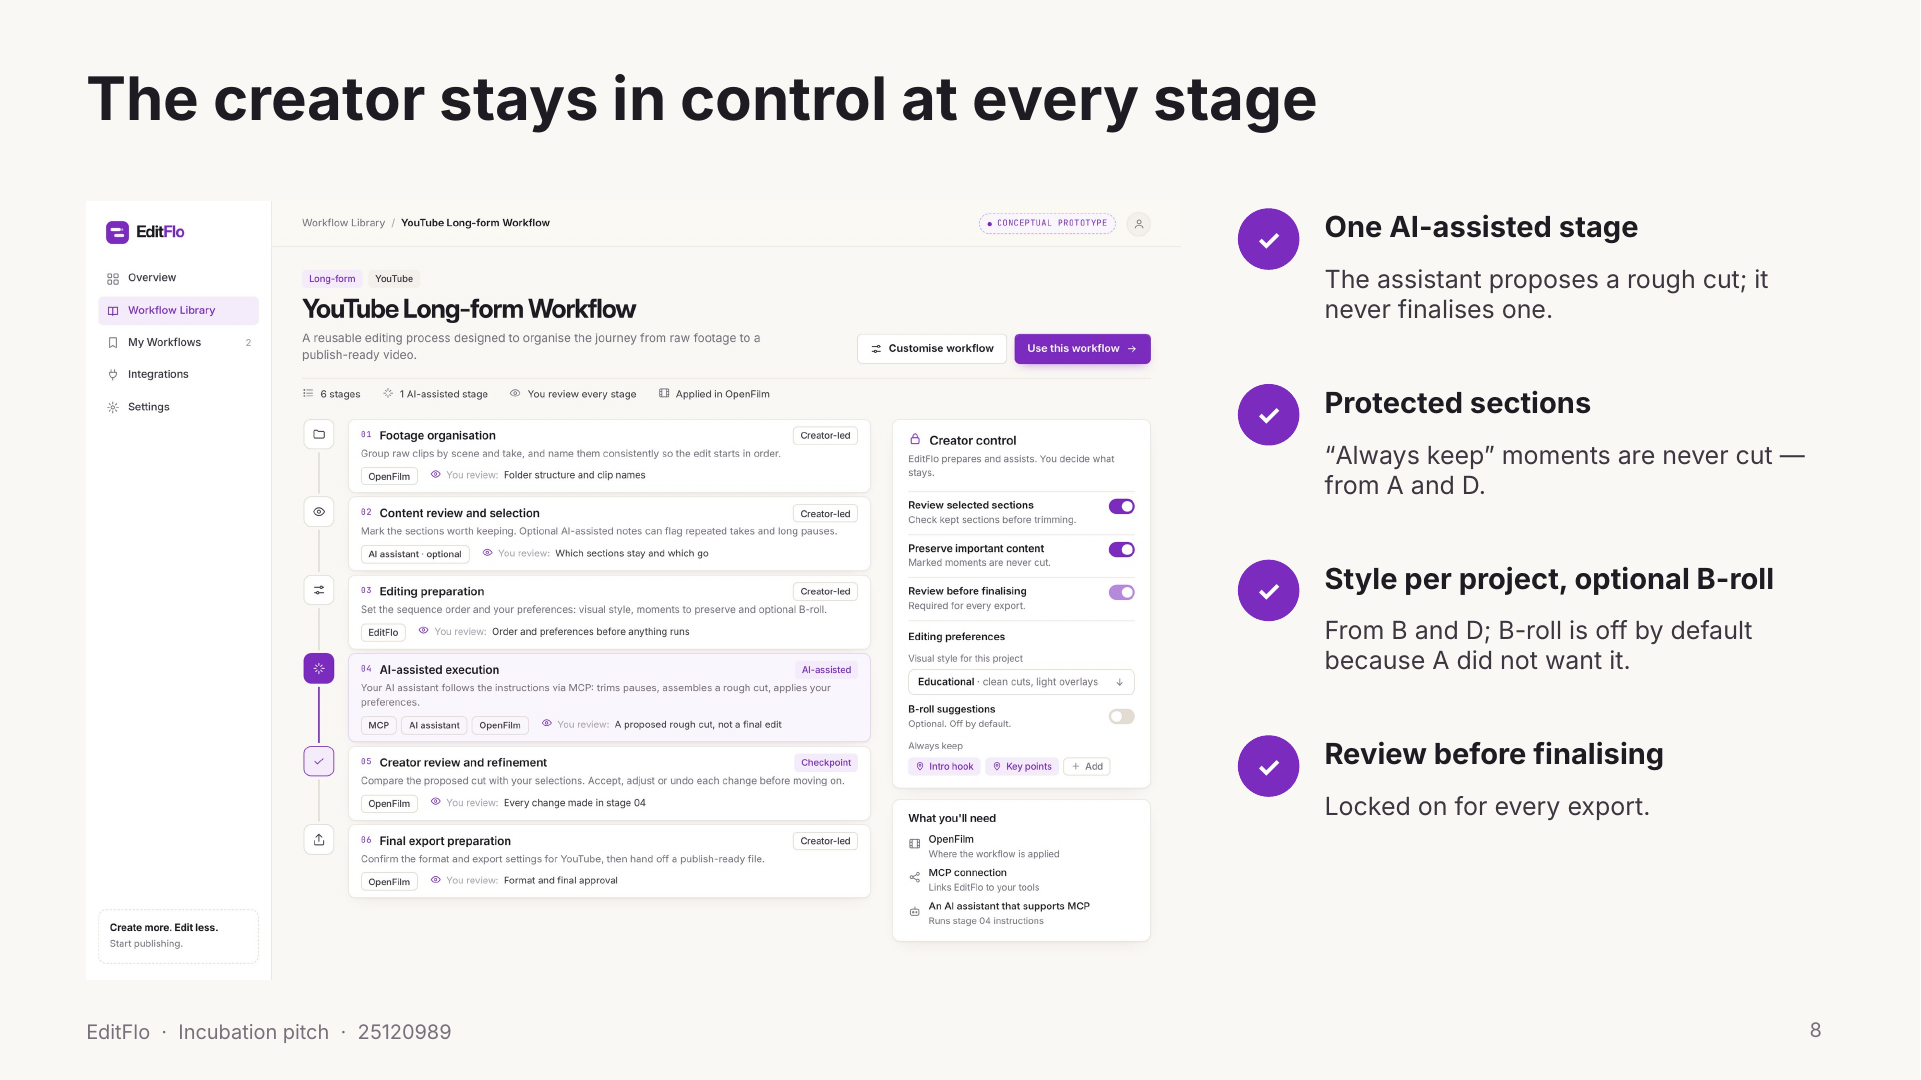 The creator stays in control at every stage
EditFlo
Overview
Workflow Library
My Workflows 2
Integrations
Settings
Create more. Edit less.
Start publishing.
Workflow Library / YouTube Long-form Workflow
CONCEPTUAL PROTOTYPE
Long-form YouTube
YouTube Long-form Workflow
A reusable editing process designed to organise the journey from raw footage to a
publish-ready video.
Customise workflow
Use this workflow →
6 stages
1 AI-assisted stage
You review every stage
Applied in OpenFilm
01 Footage organisation Creator-led
Group raw clips by scene and take, and name them consistently so the edit starts in order.
OpenFilm You review: Folder structure and clip names
02 Content review and selection Creator-led
Mark the sections worth keeping. Optional AI-assisted notes can flag repeated takes and long pauses.
AI assistant · optional You review: Which sections stay and which go
03 Editing preparation Creator-led
Set the sequence order and your preferences: visual style, moments to preserve and optional B-roll.
EditFlo You review: Order and preferences before anything runs
04 AI-assisted execution AI-assisted
Your AI assistant follows the instructions via MCP: trims pauses, assembles a rough cut, applies your
preferences.
MCP AI assistant OpenFilm You review: A proposed rough cut, not a final edit
05 Creator review and refinement Checkpoint
Compare the proposed cut with your selections. Accept, adjust or undo each change before moving on.
OpenFilm You review: Every change made in stage 04
06 Final export preparation Creator-led
Confirm the format and export settings for YouTube, then hand off a publish-ready file.
OpenFilm You review: Format and final approval
Creator control
EditFlo prepares and assists. You decide what
stays.
Review selected sections
Check kept sections before trimming.
Preserve important content
Marked moments are never cut.
Review before finalising
Required for every export.
Editing preferences
Visual style for this project
Educational · clean cuts, light overlays ↓
B-roll suggestions
Optional. Off by default.
Always keep
Intro hook Key points + Add
What you'll need
OpenFilm
Where the workflow is applied
MCP connection
Links EditFlo to your tools
An AI assistant that supports MCP
Runs stage 04 instructions
One AI-assisted stage
The assistant proposes a rough cut; it
never finalises one.
Protected sections
“Always keep” moments are never cut —
from A and D.
Style per project, optional B-roll
From B and D; B-roll is off by default
because A did not want it.
Review before finalising
Locked on for every export.
EditFlo · Incubation pitch · 25120989
8